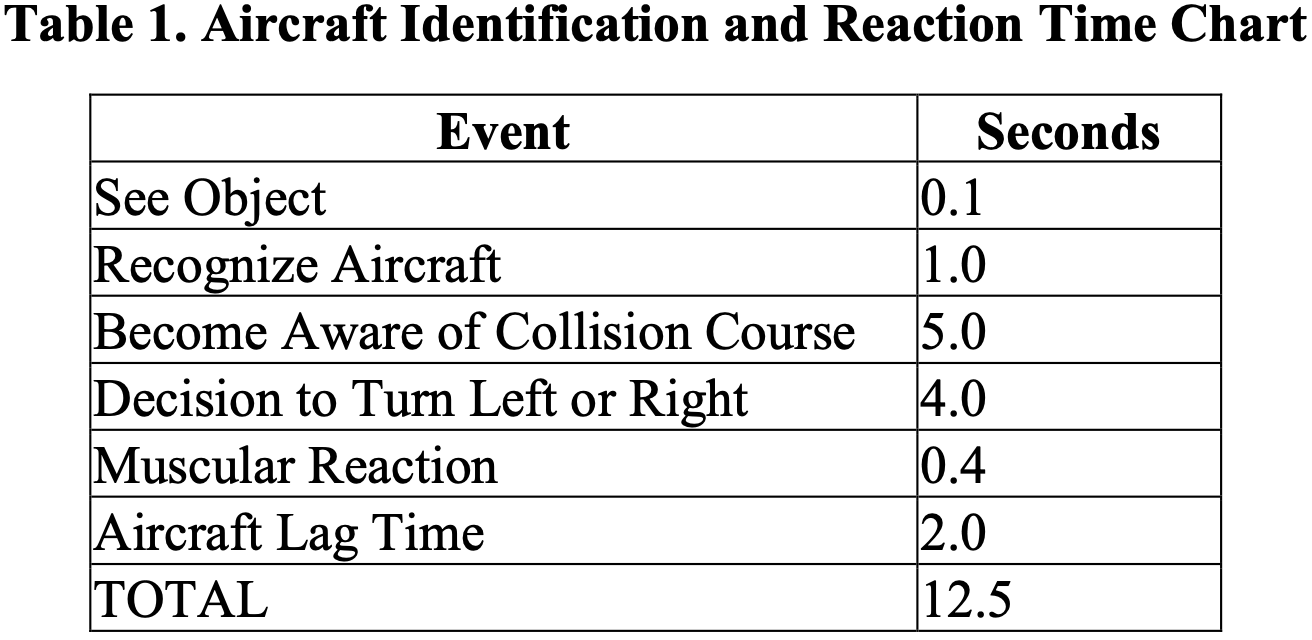 Table 1. Aircraft Identification and Reaction Time Chart
Event Seconds
See Object 0.1
Recognize Aircraft 1.0
Become Aware of Collision Course 5.0
Decision to Turn Left or Right 4.0
Muscular Reaction 0.4
Aircraft Lag Time 2.0
TOTAL 12.5